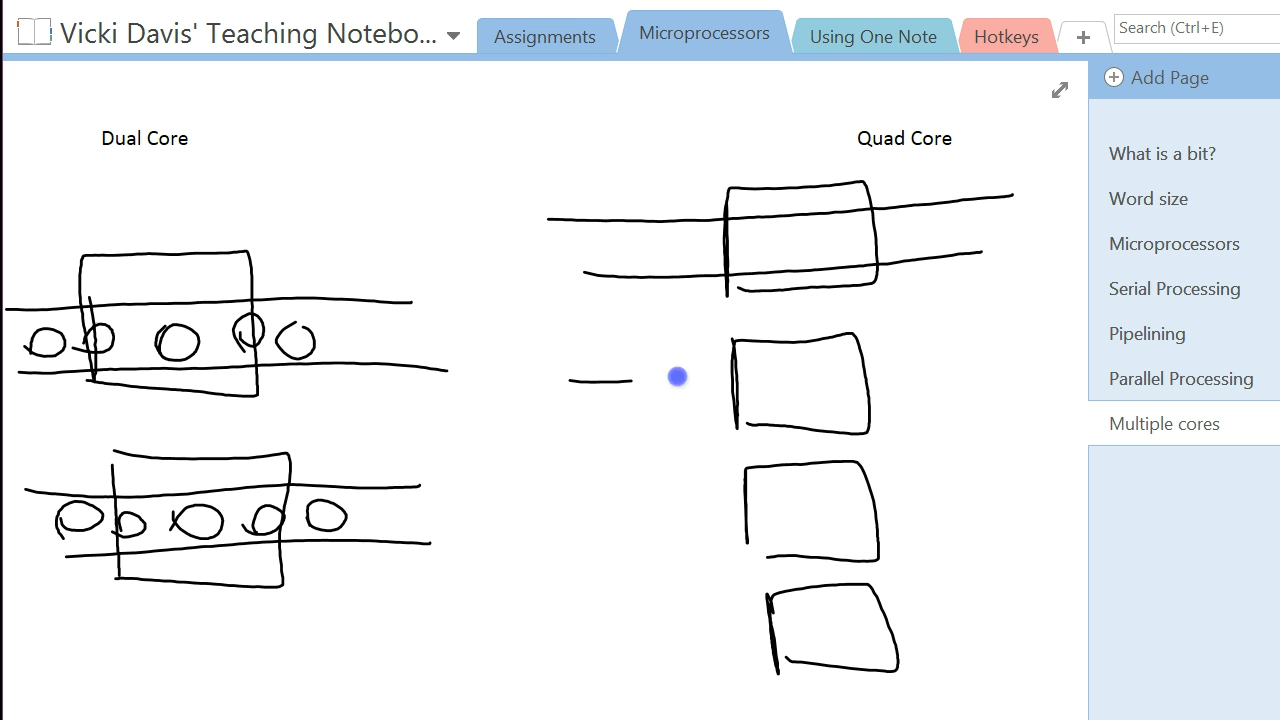 Vicki Davis' Teaching Notebo...
Assignments
Microprocessors
Using One Note
Hotkeys
+
Search (Ctrl+E)
Add Page
What is a bit?
Word size
Microprocessors
Serial Processing
Pipelining
Parallel Processing
Multiple cores
Dual Core
Quad Core